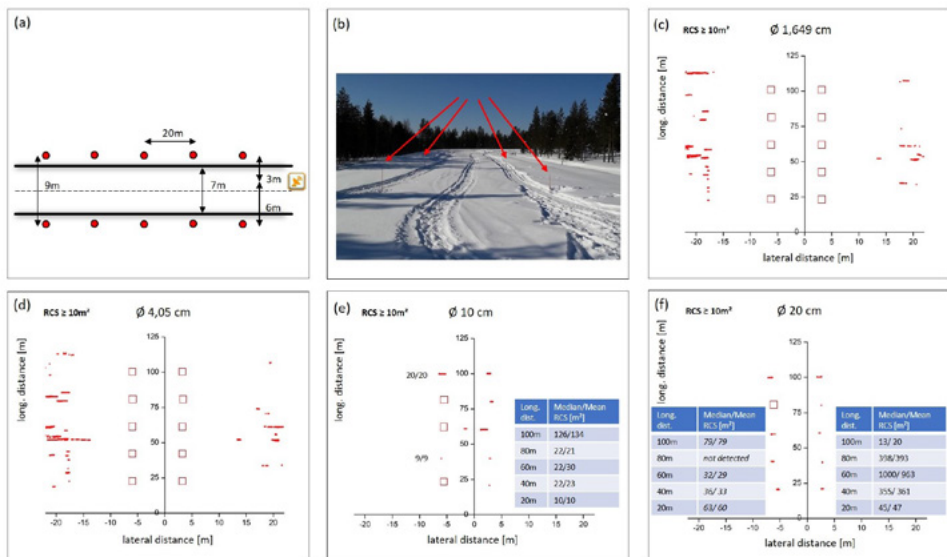 (a)
20m
9m
7m
3m
6m
(b)
(c)
RCS ≥ 10m²
Ø 1,649 cm
long. distance [m]
125
100
75
50
25
0
-20
-15
-10
-5
0
5
10
15
20
lateral distance [m]
(d)
RCS ≥ 10m²
Ø 4,05 cm
long. distance [m]
125
100
75
50
25
0
-20
-15
-10
-5
0
5
10
15
20
lateral distance [m]
(e)
RCS ≥ 10m²
Ø 10 cm
long. distance [m]
125
100
75
50
25
0
20/20
9/9
Long. dist. Median/Mean RCS [m²]
100m 126/134
80m 22/21
60m 22/30
40m 22/23
20m 10/10
-20
-15
-10
-5
0
5
10
15
20
lateral distance [m]
(f)
RCS ≥ 10m²
Ø 20 cm
long. distance [m]
125
100
75
50
25
0
Long. dist. Median/Mean RCS [m²]
100m 79/ 79
80m not detected
60m 32/ 29
40m 36/ 33
20m 63/ 60
Long. dist. Median/Mean RCS [m²]
100m 13/ 20
80m 398/393
60m 1000/ 963
40m 355/ 361
20m 45/ 47
-20
-15
-10
-5
0
5
10
15
20
lateral distance [m]